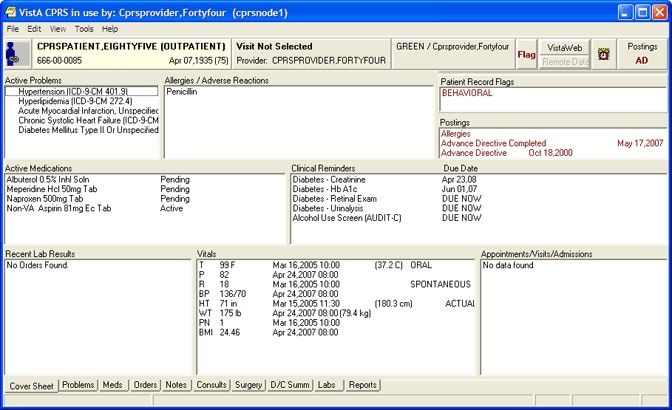 VistA CPRS in use by: Cprsprovider,Fortyfour (cprsnode1)
File Edit View Tools Help
CPRSPATIENT,EIGHTYFIVE (OUTPATIENT)
666-00-0085 Apr 07,1935 (75)
Visit Not Selected
Provider: CPRSPROVIDER,FORTYFOUR
GREEN / Cprsprovider,Fortyfour
Flag
VistaWeb
Remote Data
Postings
AD
Active Problems
Hypertension (ICD-9-CM 401.9)
Hyperlipidemia (ICD-9-CM 272.4)
Acute Myocardial Infarction, Unspecified
Chronic Systolic Heart Failure (ICD-9-CM
Diabetes Mellitus Type II Or Unspecified
Allergies / Adverse Reactions
Penicillin
Patient Record Flags
BEHAVIORAL
Postings
Allergies
Advance Directive Completed May 17,2007
Advance Directive Oct 18,2000
Active Medications
Albuterol 0.5% Inhl Soln Pending
Meperidine Hcl 50mg Tab Pending
Naproxen 500mg Tab Pending
Non-VA Aspirin 81mg Ec Tab Active
Clinical Reminders Due Date
Diabetes - Creatinine Apr 23,08
Diabetes - Hb A1c Jun 01,07
Diabetes - Retinal Exam DUE NOW
Diabetes - Urinalysis DUE NOW
Alcohol Use Screen (AUDIT-C) DUE NOW
Recent Lab Results
No Orders Found.
Vitals
T 99 F Mar 16,2005 10:00 (37.2 C) ORAL
P 82 Apr 24,2007 08:00
R 18 Mar 16,2005 10:00 SPONTANEOUS
BP 136/70 Apr 24,2007 08:00
HT 71 in Mar 15,2005 11:30 (180.3 cm) ACTUAL
WT 175 lb Apr 24,2007 08:00 (79.4 kg)
PN 1 Mar 16,2005 10:00
BMI 24.46 Apr 24,2007 08:00
Appointments/Visits/Admissions
No data found
Cover Sheet Problems Meds Orders Notes Consults Surgery D/C Summ Labs Reports